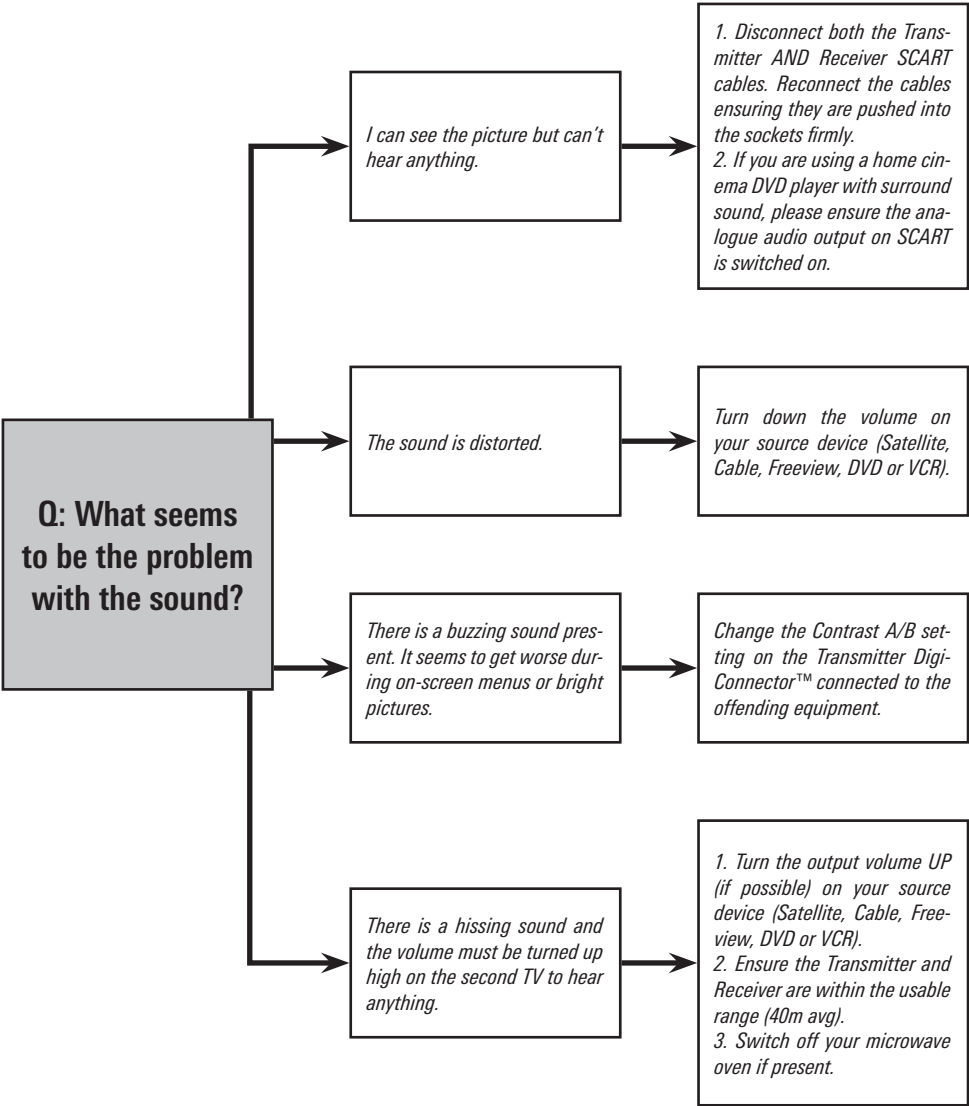 Q: What seems
to be the problem
with the sound?
I can see the picture but can't
hear anything.
1. Disconnect both the Trans-
mitter AND Receiver SCART
cables. Reconnect the cables
ensuring they are pushed into
the sockets firmly.
2. If you are using a home cin-
ema DVD player with surround
sound, please ensure the ana-
logue audio output on SCART
is switched on.
The sound is distorted.
Turn down the volume on
your source device (Satellite,
Cable, Freeview, DVD or VCR).
There is a buzzing sound pres-
ent. It seems to get worse dur-
ing on-screen menus or bright
pictures.
Change the Contrast A/B set-
ting on the Transmitter Digi-
Connector™ connected to the
offending equipment.
There is a hissing sound and
the volume must be turned up
high on the second TV to hear
anything.
1. Turn the output volume UP
(if possible) on your source
device (Satellite, Cable, Free-
view, DVD or VCR).
2. Ensure the Transmitter and
Receiver are within the usable
range (40m avg).
3. Switch off your microwave
oven if present.